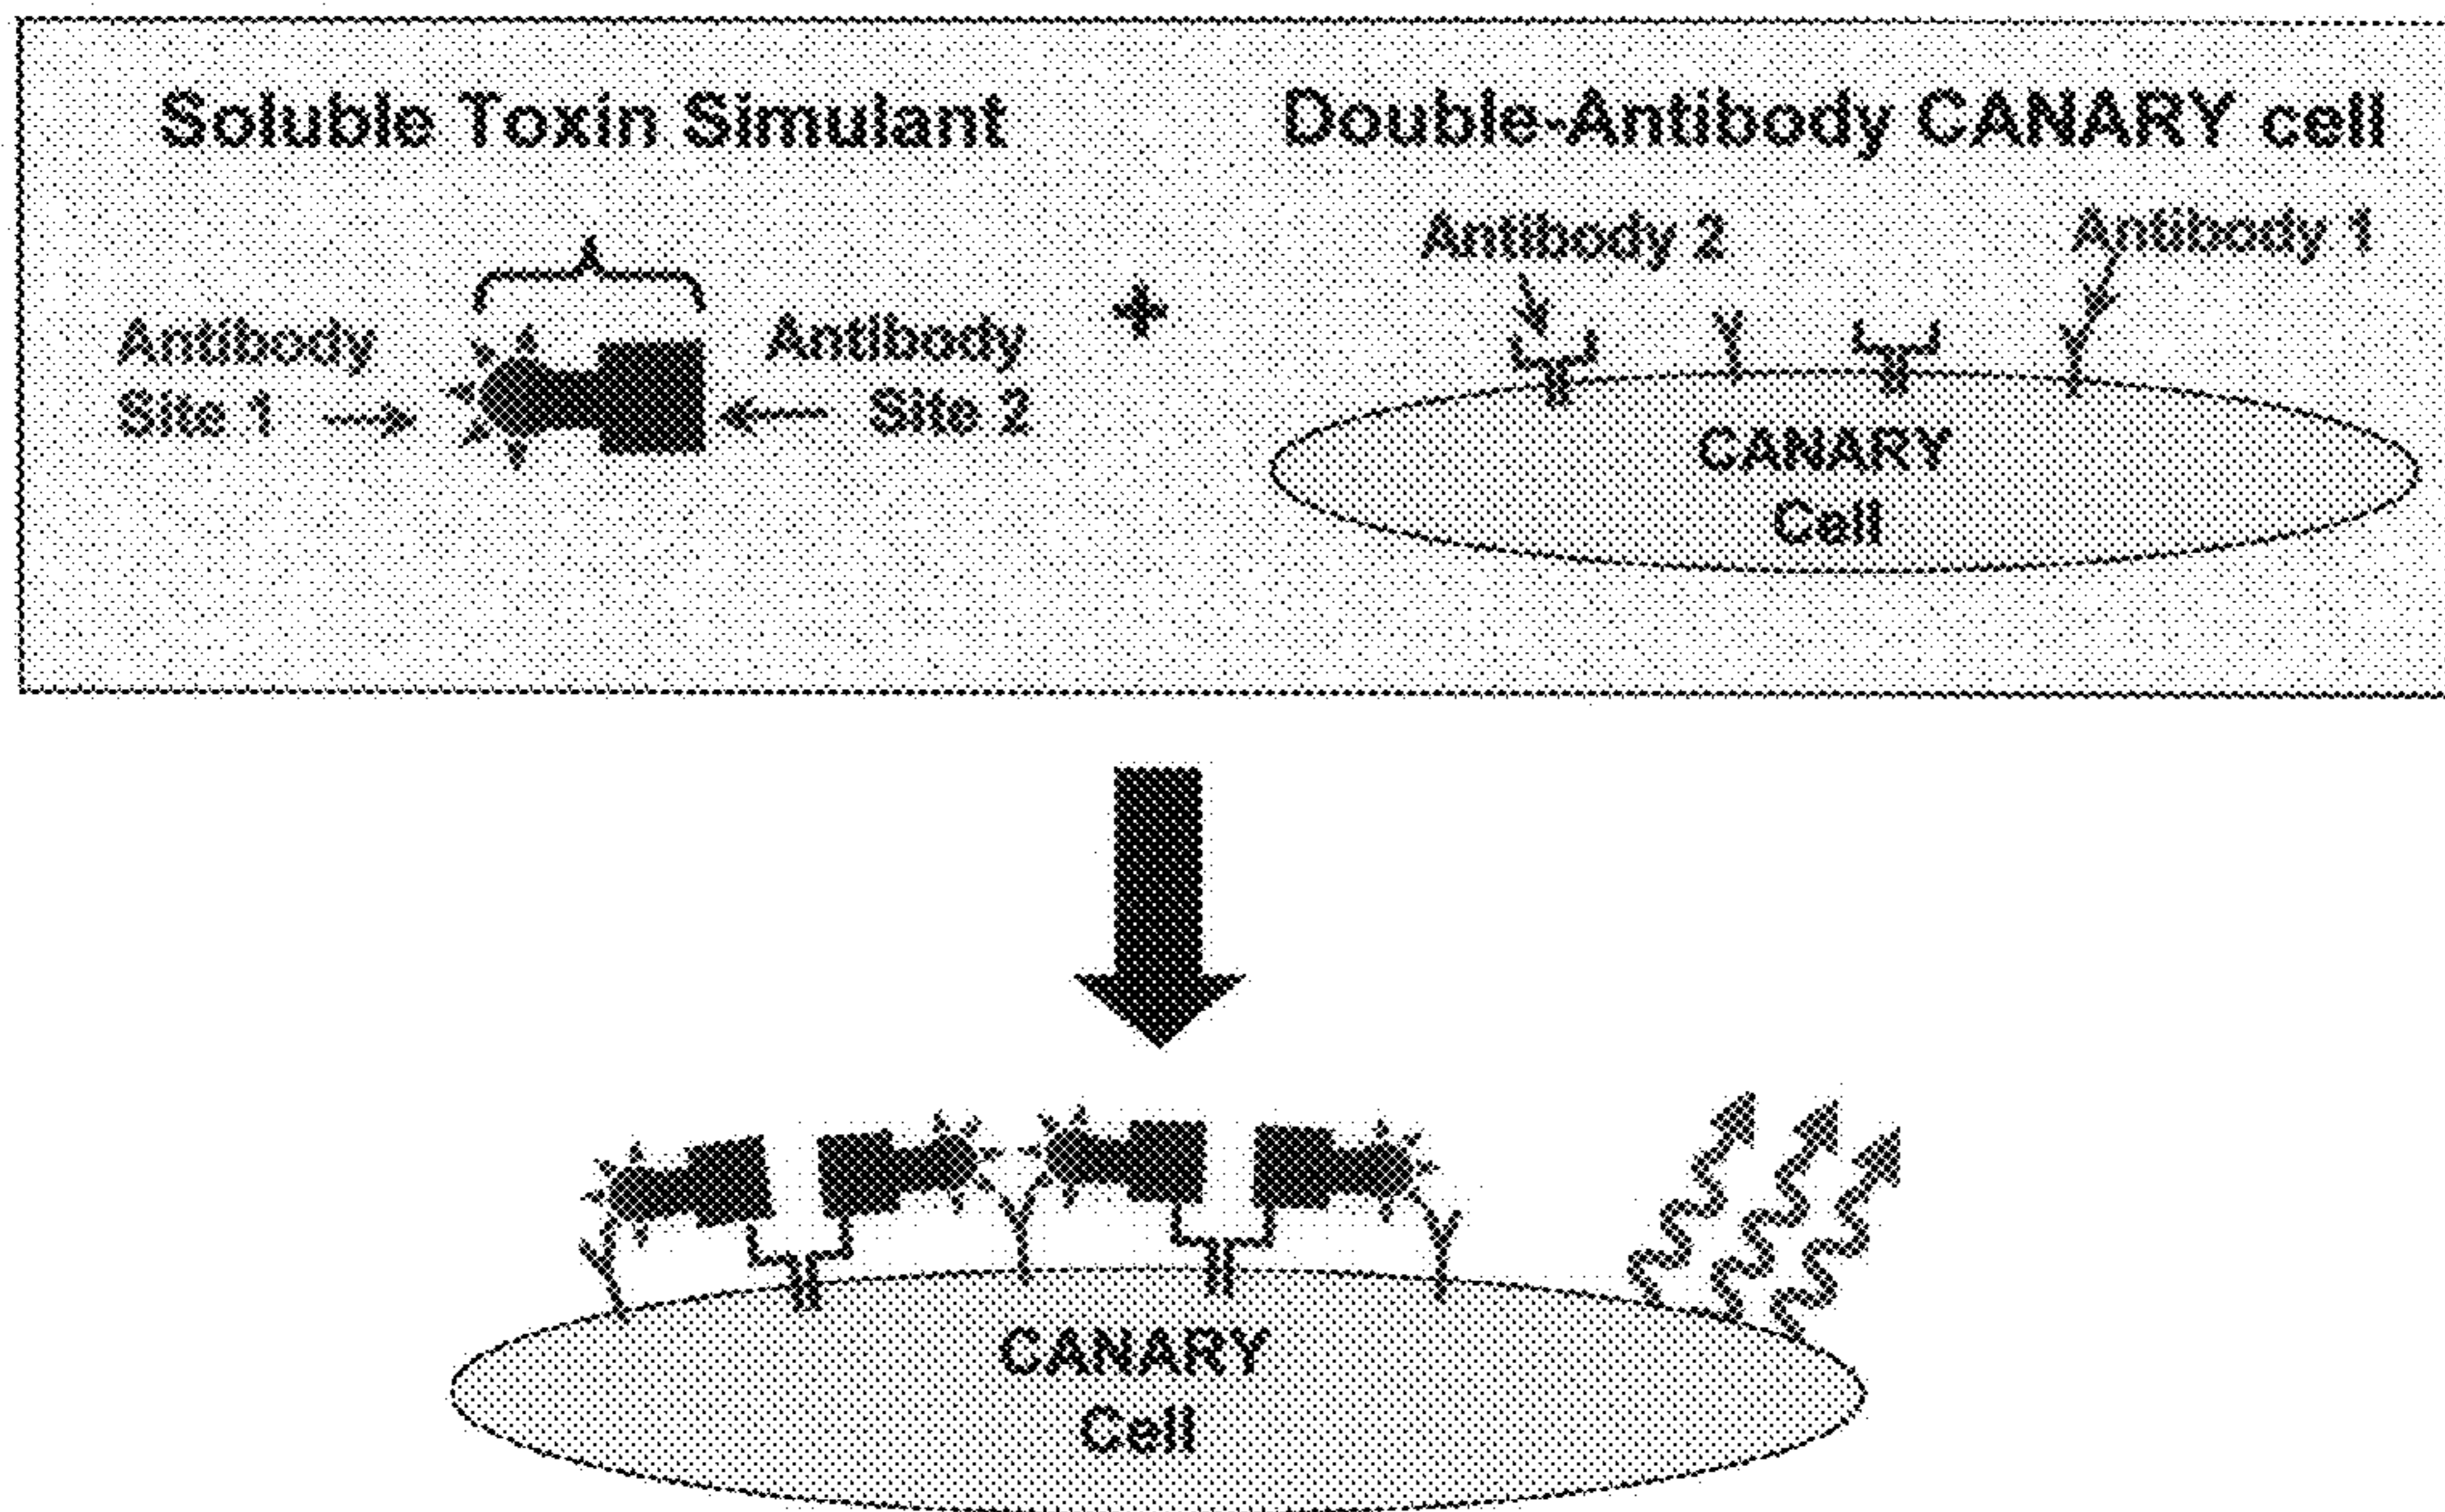 Soluble Toxin Simulant
Double-Antibody CANARY cell
Antibody 2
Antibody 1
Antibody
Site 1
Antibody
Site 2
+
CANARY
Cell
CANARY
Cell